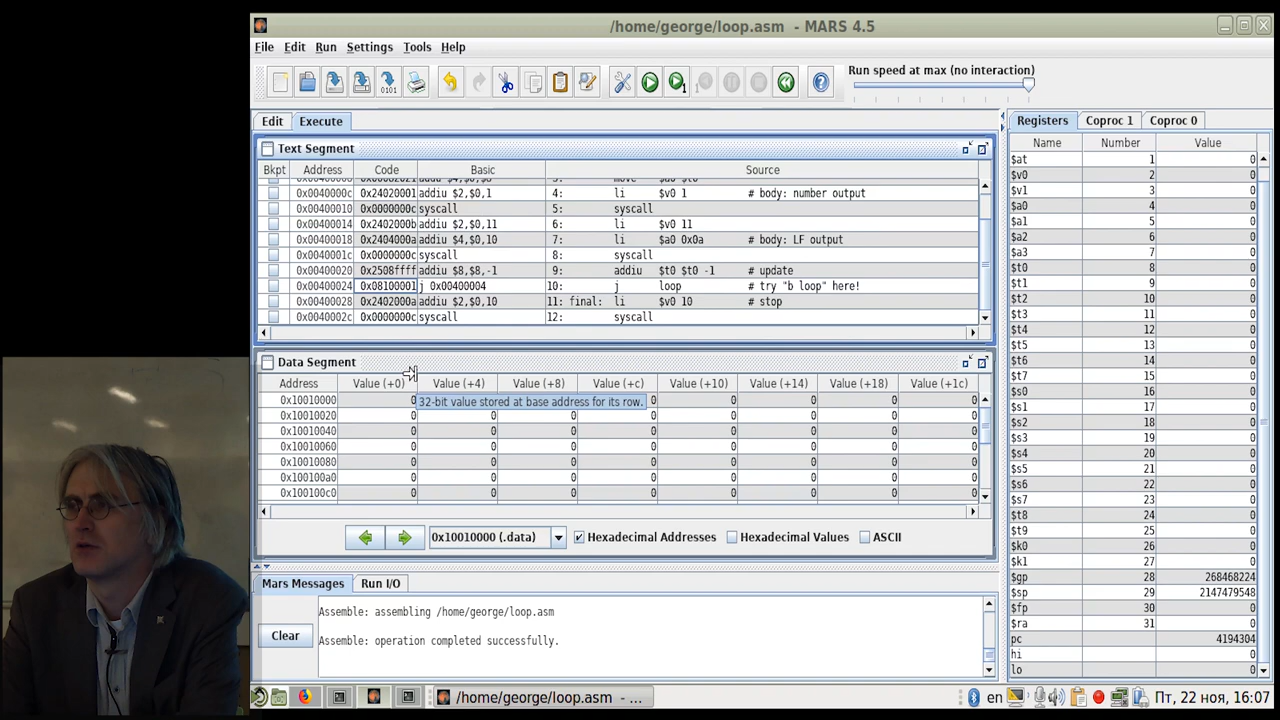 /home/george/loop.asm - MARS 4.5
File Edit Run Settings Tools Help
Run speed at max (no interaction)
Edit Execute
Text Segment
Bkpt Address Code Basic Source
0x0040000c 0x24020001 addiu $2,$0,1 4: li $v0 1 # body: number output
0x00400010 0x0000000c syscall 5: syscall
0x00400014 0x2402000b addiu $2,$0,11 6: li $v0 11
0x00400018 0x2404000a addiu $4,$0,10 7: li $a0 0x0a # body: LF output
0x0040001c 0x0000000c syscall 8: syscall
0x00400020 0x2508ffff addiu $8,$8,-1 9: addiu $t0 $t0 -1 # update
0x00400024 0x08100001 j 0x00400004 10: j loop # try "b loop" here!
0x00400028 0x2402000a addiu $2,$0,10 11: final: li $v0 10 # stop
0x0040002c 0x0000000c syscall 12: syscall
Data Segment
Address Value (+0) Value (+4) Value (+8) Value (+c) Value (+10) Value (+14) Value (+18) Value (+1c)
0x10010000 0 32-bit value stored at base address for its row. 0 0 0 0 0
0x10010020 0 0 0 0 0 0 0 0
0x10010040 0 0 0 0 0 0 0 0
0x10010060 0 0 0 0 0 0 0 0
0x10010080 0 0 0 0 0 0 0 0
0x100100a0 0 0 0 0 0 0 0 0
0x100100c0 0 0 0 0 0 0 0 0
0x10010000 (.data) Hexadecimal Addresses Hexadecimal Values ASCII
Mars Messages Run I/O
Assemble: assembling /home/george/loop.asm
Assemble: operation completed successfully.
Clear
Registers Coproc 1 Coproc 0
Name Number Value
$at 1 0
$v0 2 0
$v1 3 0
$a0 4 0
$a1 5 0
$a2 6 0
$a3 7 0
$t0 8 0
$t1 9 0
$t2 10 0
$t3 11 0
$t4 12 0
$t5 13 0
$t6 14 0
$t7 15 0
$s0 16 0
$s1 17 0
$s2 18 0
$s3 19 0
$s4 20 0
$s5 21 0
$s6 22 0
$s7 23 0
$t8 24 0
$t9 25 0
$k0 26 0
$k1 27 0
$gp 28 268468224
$sp 29 2147479548
$fp 30 0
$ra 31 0
pc 4194304
hi 0
lo 0
/home/george/loop.asm - ...
en Пт, 22 ноя, 16:07